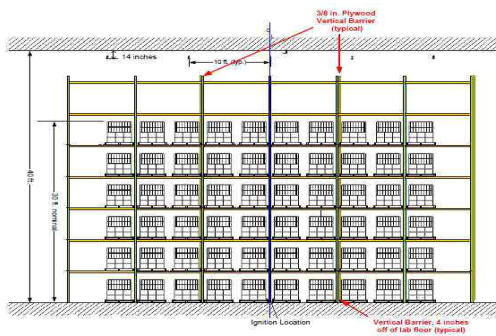 3/8 in. Plywood
Vertical Barrier
(typical)
14 inches
10 ft. (typ.)
40 ft.
30 ft nominal
Ignition Location
Vertical Barrier, 4 inches
off of lab floor (typical)